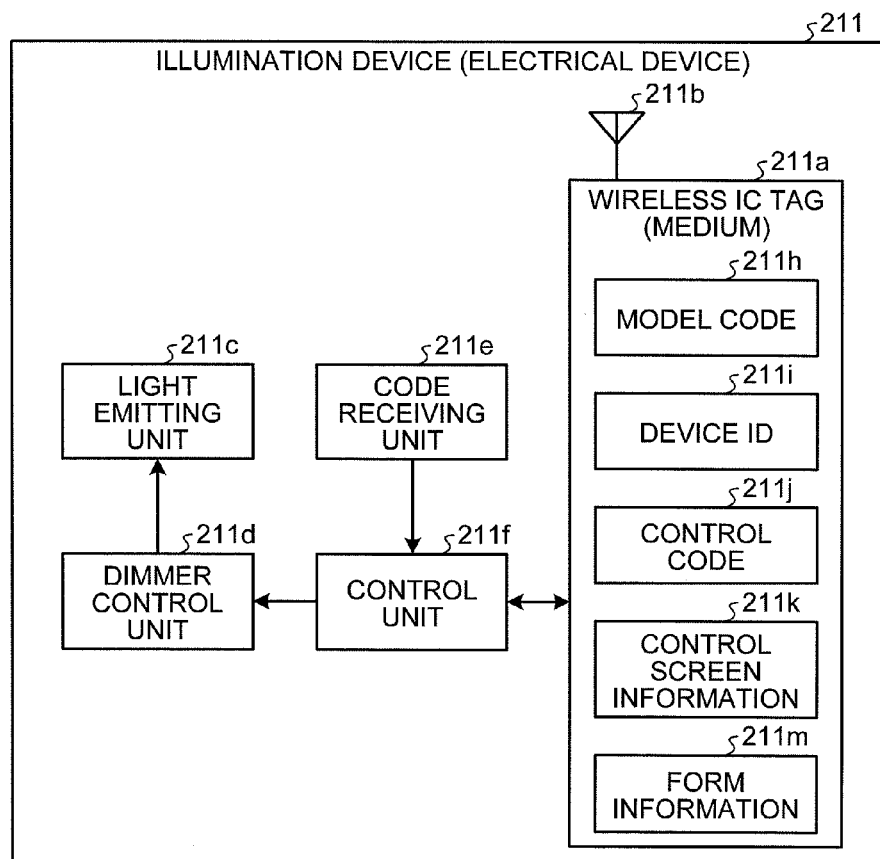 211
ILLUMINATION DEVICE (ELECTRICAL DEVICE)
211b
211a
WIRELESS IC TAG
(MEDIUM)
211h
MODEL CODE
211c
LIGHT
EMITTING
UNIT
211e
CODE
RECEIVING
UNIT
211i
DEVICE ID
211j
CONTROL
CODE
211d
DIMMER
CONTROL
UNIT
211f
CONTROL
UNIT
211k
CONTROL
SCREEN
INFORMATION
211m
FORM
INFORMATION